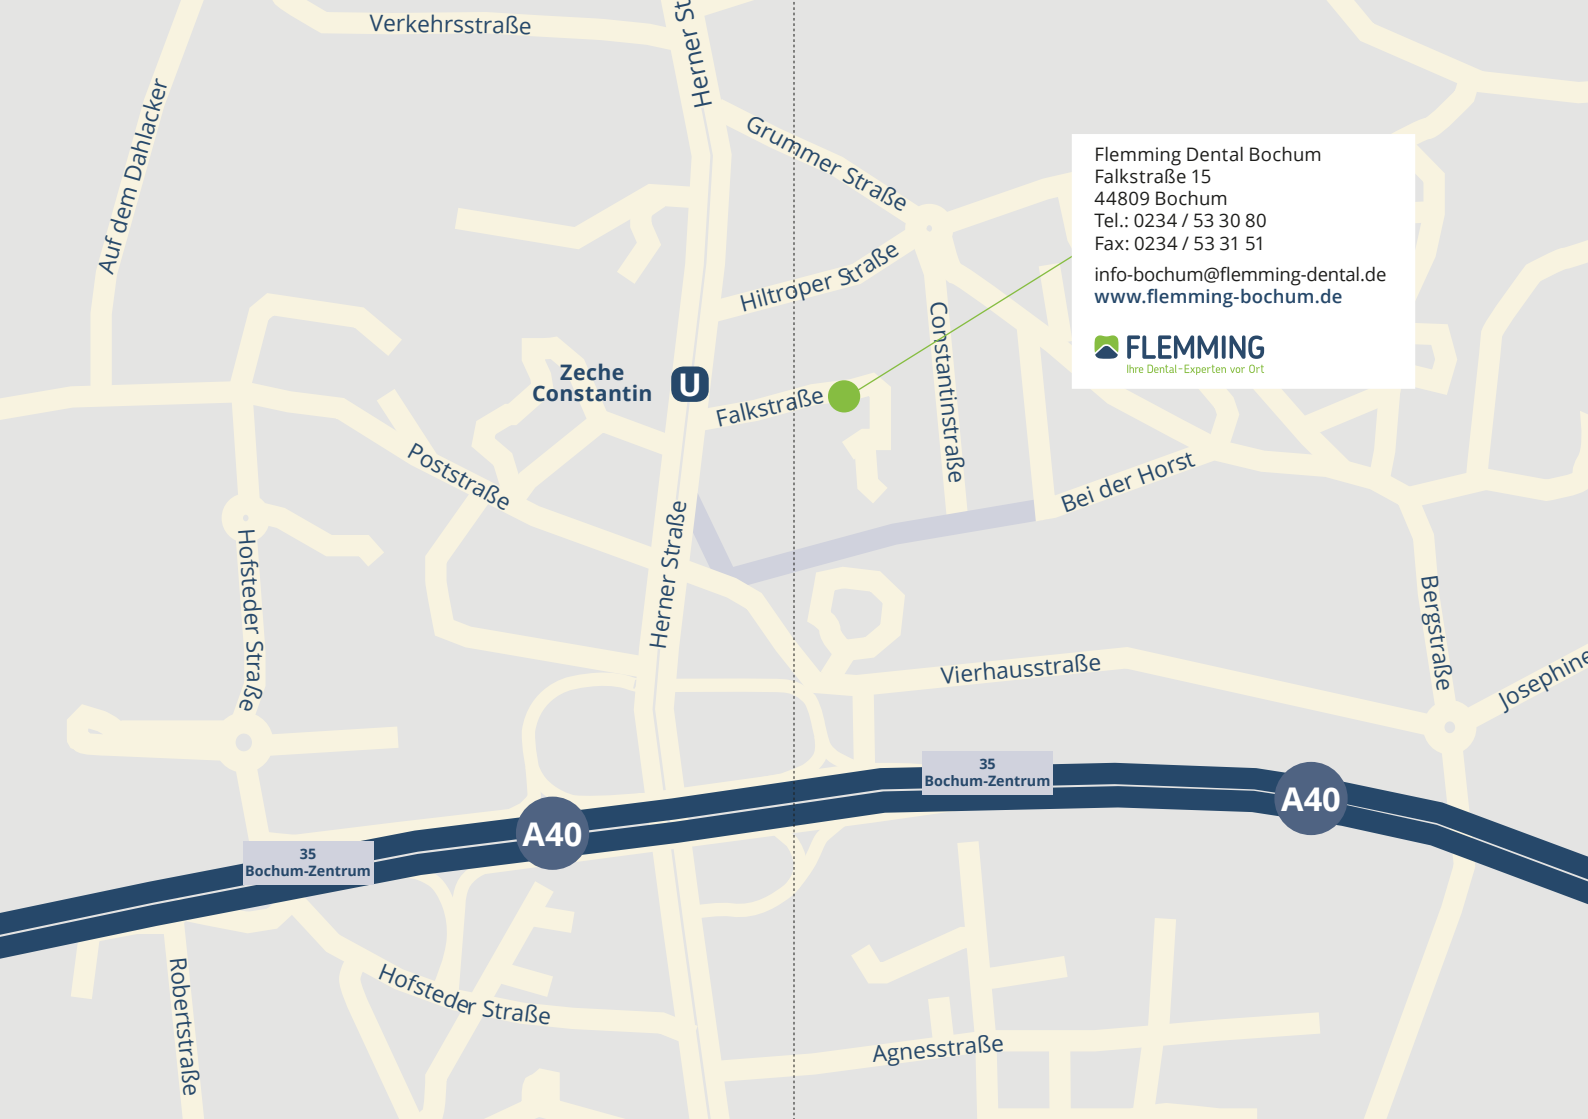 Verkehrsstraße
Herner St
Auf dem Dahlacker
Grummer Straße
Flemming Dental Bochum
Falkstraße 15
44809 Bochum
Tel.: 0234 / 53 30 80
Fax: 0234 / 53 31 51
info-bochum@flemming-dental.de
www.flemming-bochum.de
FLEMMING
Ihre Dental-Experten vor Ort
Hiltroper Straße
Constantinstraße
Zeche
Constantin
U
Falkstraße
Poststraße
Bei der Horst
Herner Straße
Hofsteder Straße
Bergstraße
Vierhausstraße
Josephine
35
Bochum-Zentrum
A40
A40
35
Bochum-Zentrum
Robertstraße
Hofsteder Straße
Agnesstraße